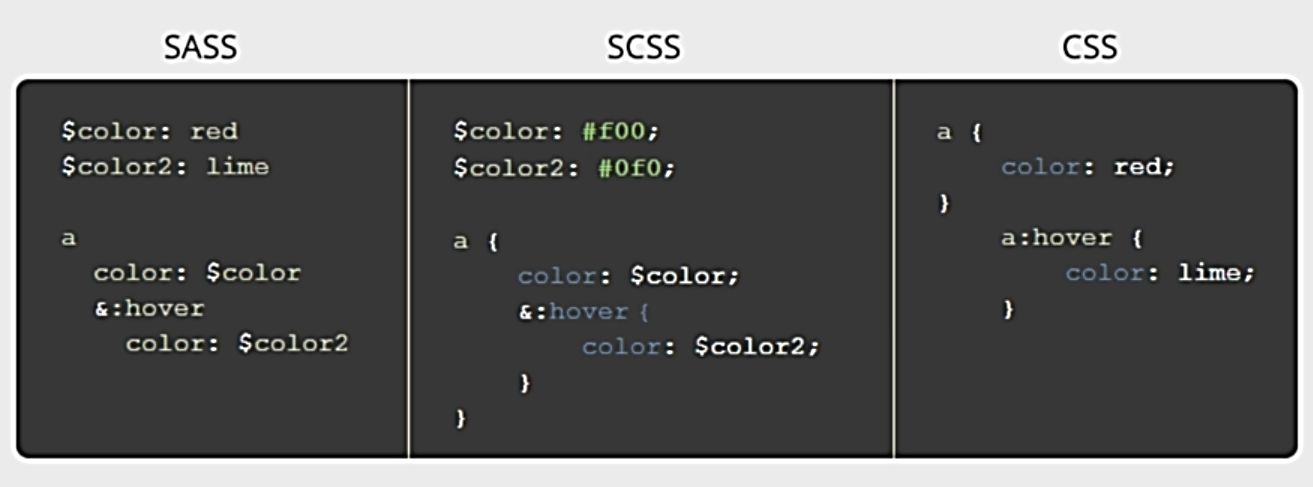 SASS
$color: red
$color2: lime
a
color: $color
&:hover
color: $color2
SCSS
$color: #f00;
$color2: #0f0;
a {
color: $color;
&:hover {
color: $color2;
}
}
CSS
a {
color: red;
}
a:hover {
color: lime;
}